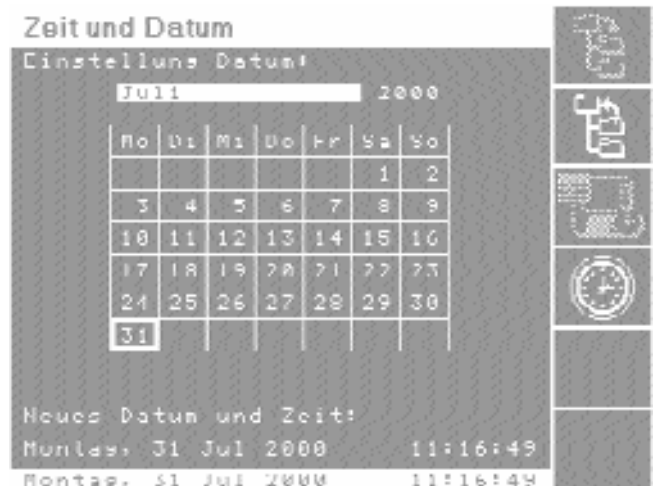 Zeit und Datum
Einstellung Datum:
Juli 2000
Mo Di Mi Do Fr Sa So
1 2
3 4 5 6 7 8 9
10 11 12 13 14 15 16
17 18 19 20 21 22 23
24 25 26 27 28 29 30
31
Neues Datum und Zeit:
Montag, 31 Jul 2000 11:16:49
Montag, 31 Jul 2000 11:16:49